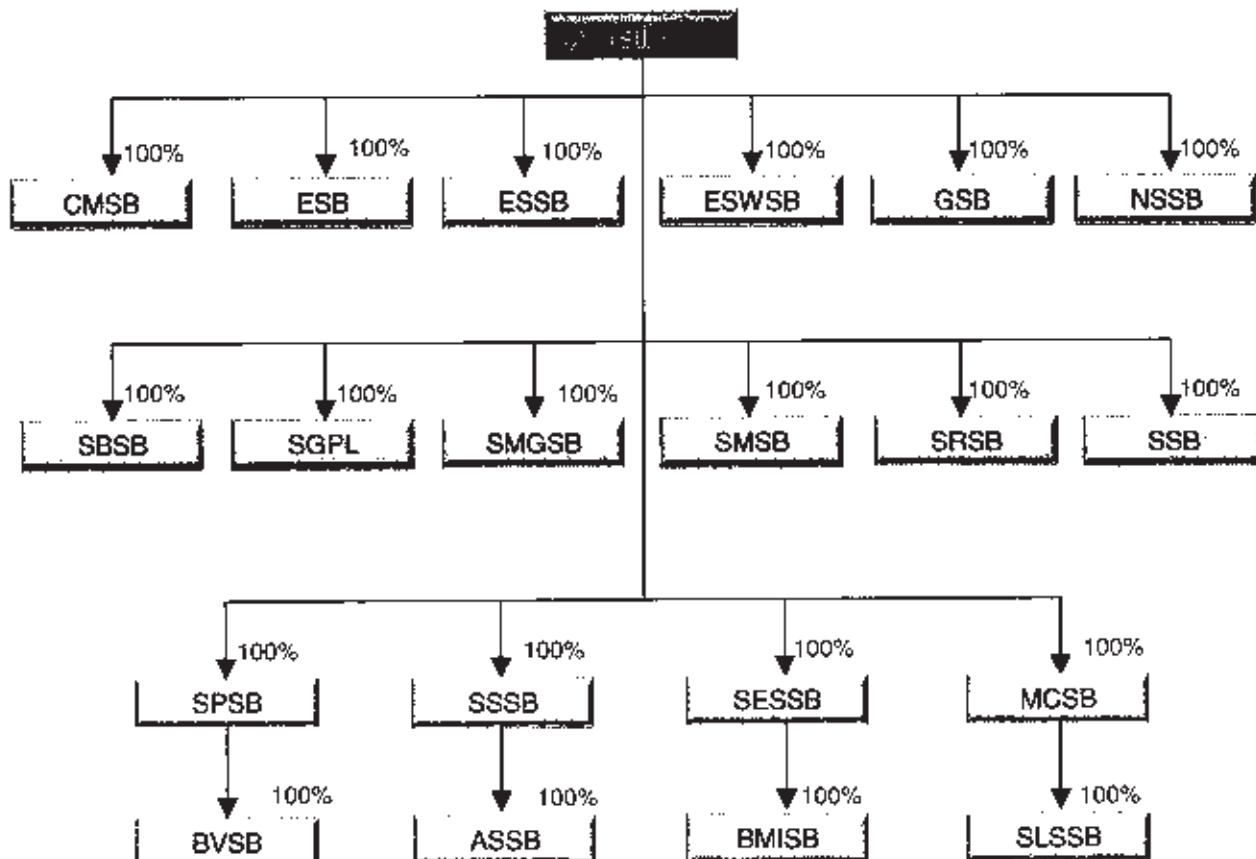 100% 100% 100% 100% 100% 100%
CMSB ESB ESSB ESWSB GSB NSSB
100% 100% 100% 100% 100% 100%
SBSB SGPL SMGSB SMSB SRSB SSB
100% 100% 100% 100%
SPSB SSSB SESSB MCSB
100% 100% 100% 100%
BVSB ASSB BMISB SLSSB